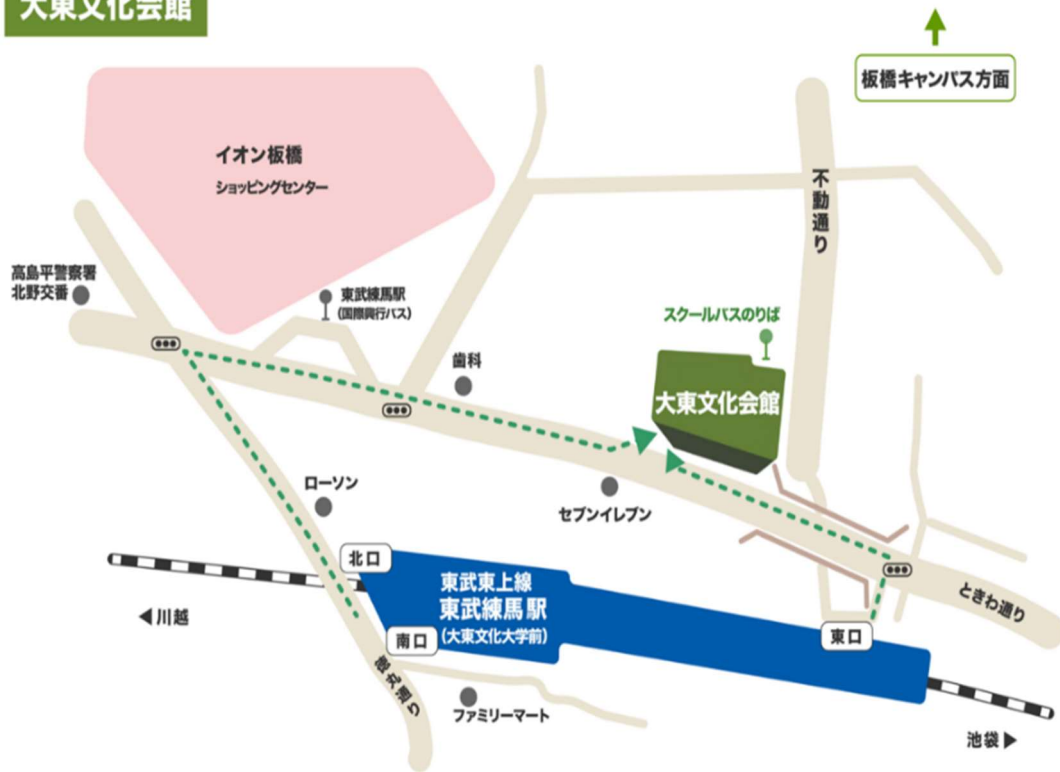 大東文化会館
板橋キャンパス方面
イオン板橋
ショッピングセンター
不動通り
高島平警察署
北野交番
東武練馬駅
(国際興行バス)
スクールバスのりば
歯科
大東文化会館
ローソン
セブンイレブン
北口
東武東上線
東武練馬駅
(大東文化大学前)
◀川越
ときわ通り
南口
東口
徳丸通り
ファミリーマート
池袋▶